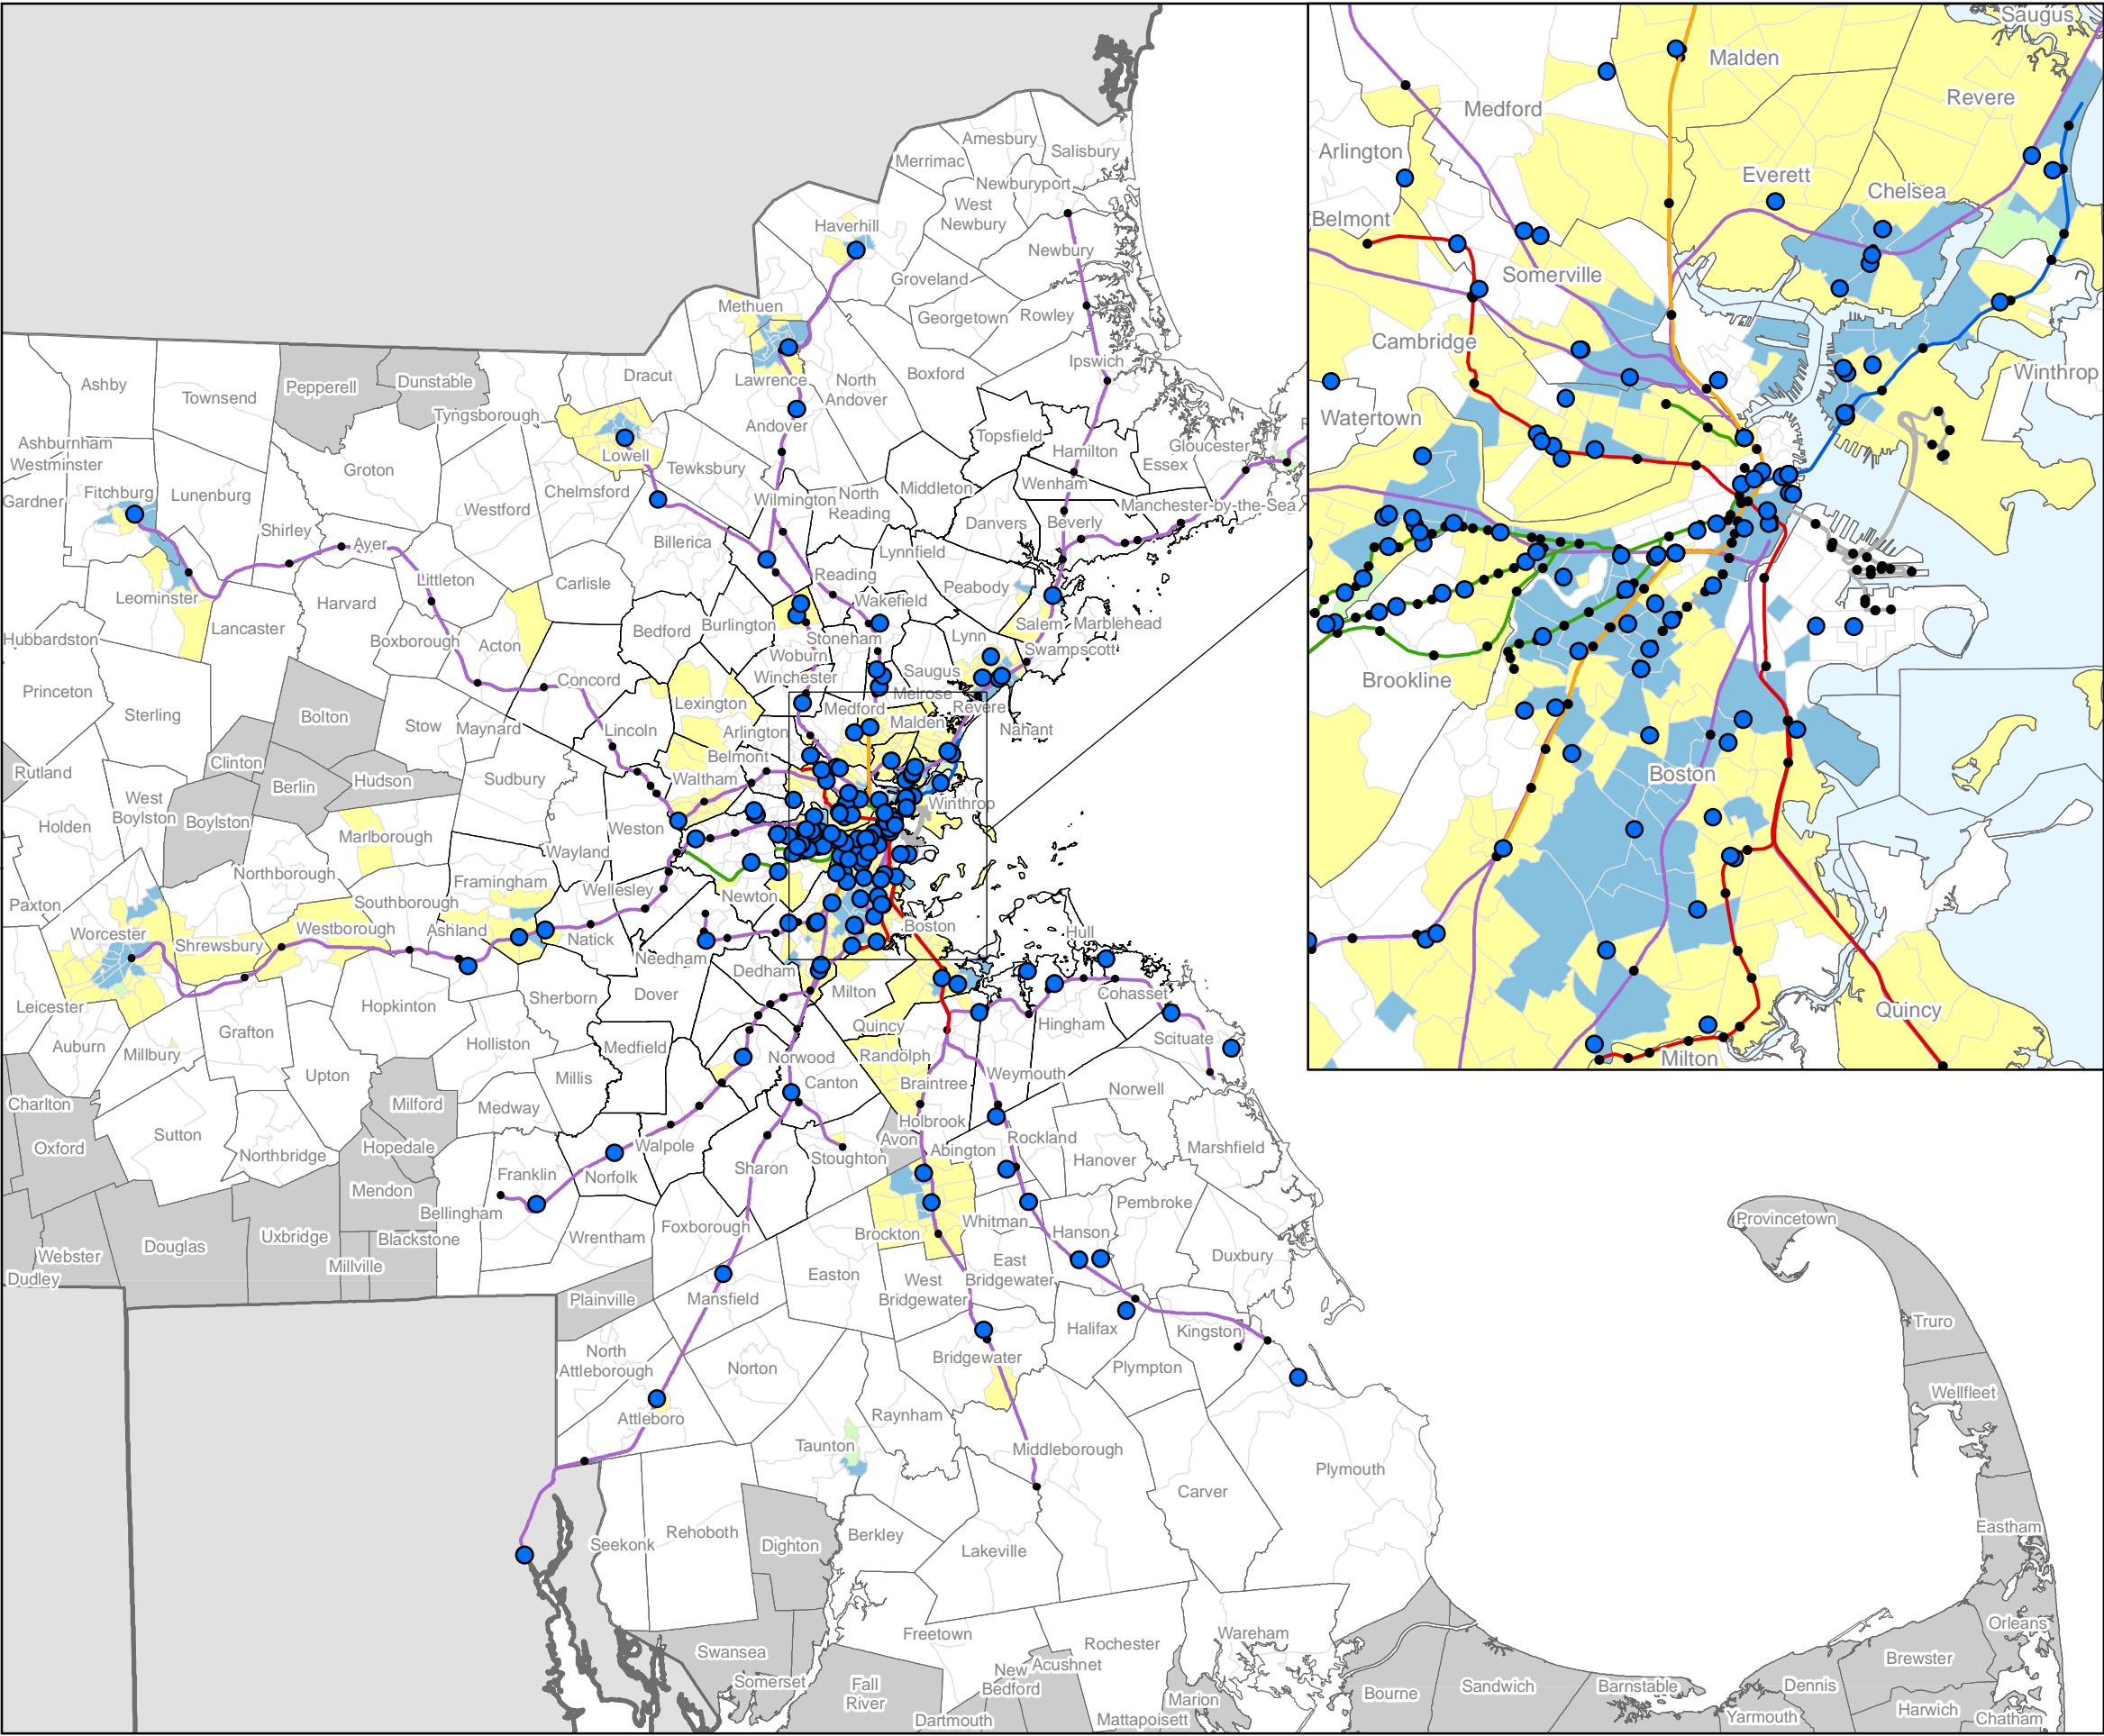 Amesbury
Salisbury
Merrimac
Newburyport
West
Newbury
Haverhill
Newbury
Groveland
Methuen
Georgetown
Rowley
Ipswich
Lawrence
North
Andover
Boxford
Andover
Ashby
Townsend
Pepperell
Dunstable
Dracut
Tyngsborough
Ashburnham
Westminster
Gardner
Fitchburg
Lunenburg
Groton
Lowell
Tewksbury
Chelmsford
Westford
Topsfield
Hamilton
Gloucester
Essex
Wenham
Wilmington
North
Reading
Middleton
Manchester-by-the-Sea
Danvers
Beverly
Shirley
Ayer
Billerica
Lynnfield
Littleton
Carlisle
Reading
Peabody
Leominster
Harvard
Wakefield
Lancaster
Boxborough
Acton
Bedford
Burlington
Stoneham
Lynn
Salem
Marblehead
Hubbardston
Swampscott
Woburn
Winchester
Saugus
Princeton
Sterling
Bolton
Stow
Maynard
Concord
Lincoln
Lexington
Melrose
Medford
Malden
Revere
Nahant
Arlington
Belmont
Rutland
Clinton
Berlin
Hudson
Sudbury
Waltham
West
Boylston
Boylston
Winthrop
Holden
Marlborough
Weston
Wayland
Northborough
Framingham
Southborough
Wellesley
Newton
Paxton
Worcester
Shrewsbury
Westborough
Ashland
Natick
Needham
Boston
Hull
Dedham
Leicester
Hopkinton
Sherborn
Dover
Milton
Cohasset
Grafton
Auburn
Millbury
Holliston
Medfield
Quincy
Hingham
Scituate
Upton
Millis
Norwood
Randolph
Canton
Braintree
Weymouth
Norwell
Charlton
Oxford
Sutton
Milford
Medway
Hopedale
Northbridge
Walpole
Holbrook
Avon
Abington
Rockland
Hanover
Marshfield
Stoughton
Sharon
Franklin
Norfolk
Mendon
Bellingham
Pembroke
Foxborough
Whitman
Hanson
Brockton
Webster
Dudley
Douglas
Uxbridge
Blackstone
Millville
Wrentham
Easton
East
Bridgewater
West
Bridgewater
Duxbury
Plainville
Mansfield
Halifax
Kingston
North
Attleborough
Norton
Bridgewater
Plympton
Attleboro
Raynham
Taunton
Middleborough
Plymouth
Carver
Seekonk
Rehoboth
Dighton
Berkley
Lakeville
Swansea
Somerset
Freetown
Fall
River
Rochester
Wareham
New
Bedford
Acushnet
Dartmouth
Marion
Mattapoisett
Bourne
Sandwich
Barnstable
Dennis
Yarmouth
Brewster
Harwich
Chatham
Orleans
Eastham
Wellfleet
Truro
Provincetown
Saugus
Malden
Revere
Medford
Arlington
Everett
Chelsea
Belmont
Somerville
Cambridge
Winthrop
Watertown
Brookline
Boston
Quincy
Milton